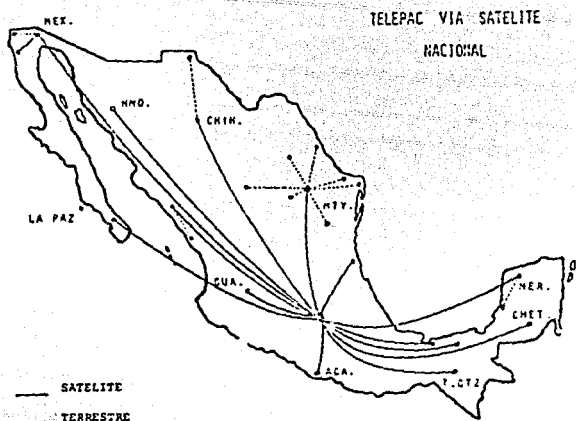 TELEPAC VIA SATELITE
NACIONAL
MEX.
HMO.
CHIH.
MTY.
LA PAZ
GUA.
MER.
CHET.
ACA.
T.GTZ
SATELITE
TERRESTRE